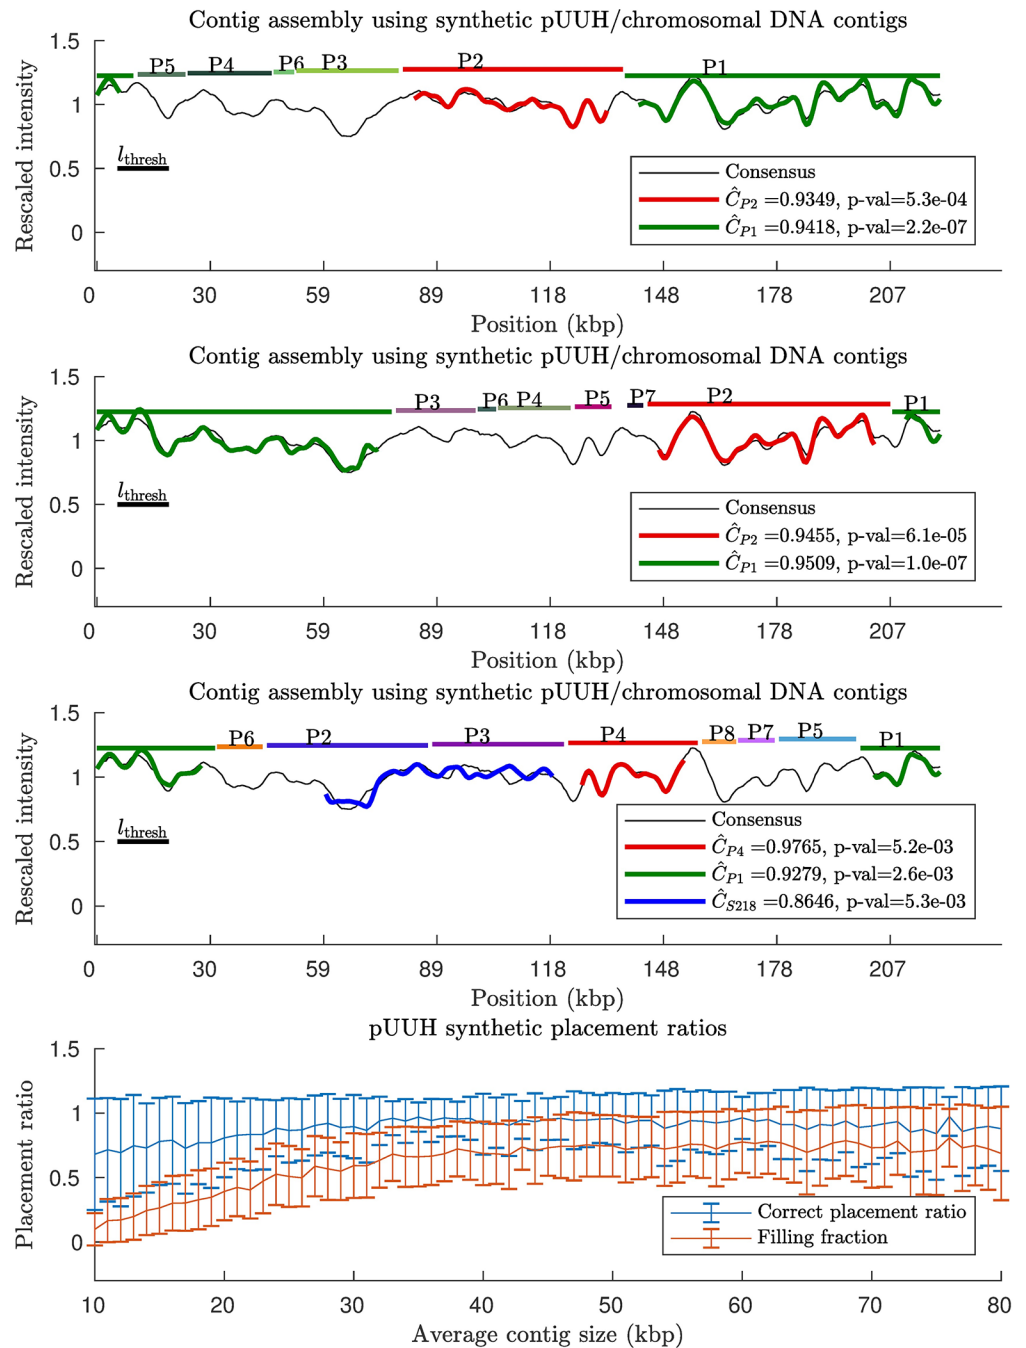 Contig assembly using synthetic pUUH/chromosomal DNA contigs
1.5
P5 P4 P6 P3 P2 P1
1
l_thresh
0.5
0
Rescaled intensity
Consensus
Ĉ_P2 =0.9349, p-val=5.3e-04
Ĉ_P1 =0.9418, p-val=2.2e-07
0 30 59 89 118 148 178 207
Position (kbp)
Contig assembly using synthetic pUUH/chromosomal DNA contigs
1.5
P3 P6 P4 P5 P7 P2 P1
1
l_thresh
0.5
0
Rescaled intensity
Consensus
Ĉ_P2 =0.9455, p-val=6.1e-05
Ĉ_P1 =0.9509, p-val=1.0e-07
0 30 59 89 118 148 178 207
Position (kbp)
Contig assembly using synthetic pUUH/chromosomal DNA contigs
1.5
P6 P2 P3 P4 P8 P7 P5 P1
1
l_thresh
0.5
0
Rescaled intensity
Consensus
Ĉ_P4 =0.9765, p-val=5.2e-03
Ĉ_P1 =0.9279, p-val=2.6e-03
Ĉ_S218 =0.8646, p-val=5.3e-03
0 30 59 89 118 148 178 207
Position (kbp)
pUUH synthetic placement ratios
1.5
1
0.5
0
Placement ratio
Correct placement ratio
Filling fraction
10 20 30 40 50 60 70 80
Average contig size (kbp)